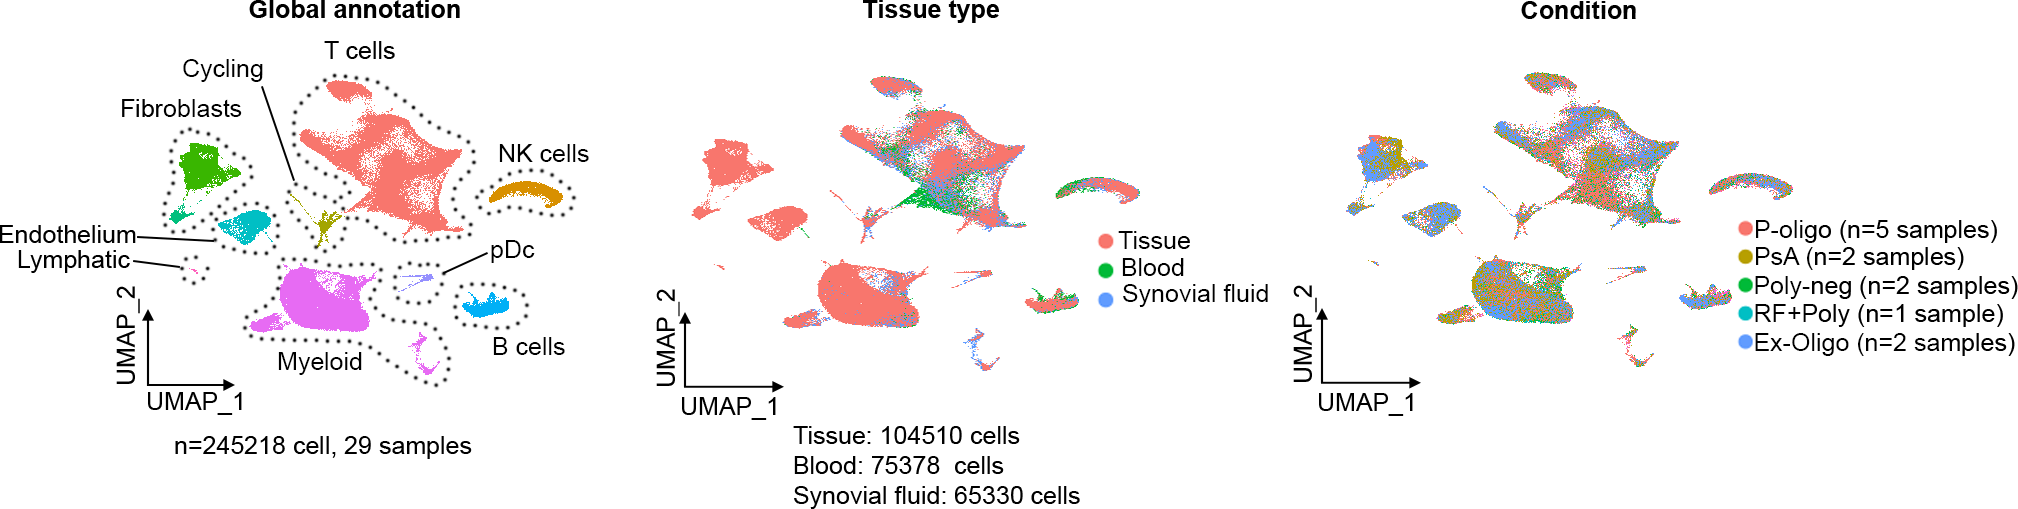 Global annotation
T cells
Cycling
Fibroblasts
NK cells
Endothelium
Lymphatic
pDc
B cells
Myeloid
UMAP_2
UMAP_1
n=245218 cell, 29 samples
Tissue type
Tissue
Blood
Synovial fluid
UMAP_2
UMAP_1
Tissue: 104510 cells
Blood: 75378  cells
Synovial fluid: 65330 cells
Condition
P-oligo (n=5 samples)
PsA (n=2 samples)
Poly-neg (n=2 samples)
RF+Poly (n=1 sample)
Ex-Oligo (n=2 samples)
UMAP_2
UMAP_1